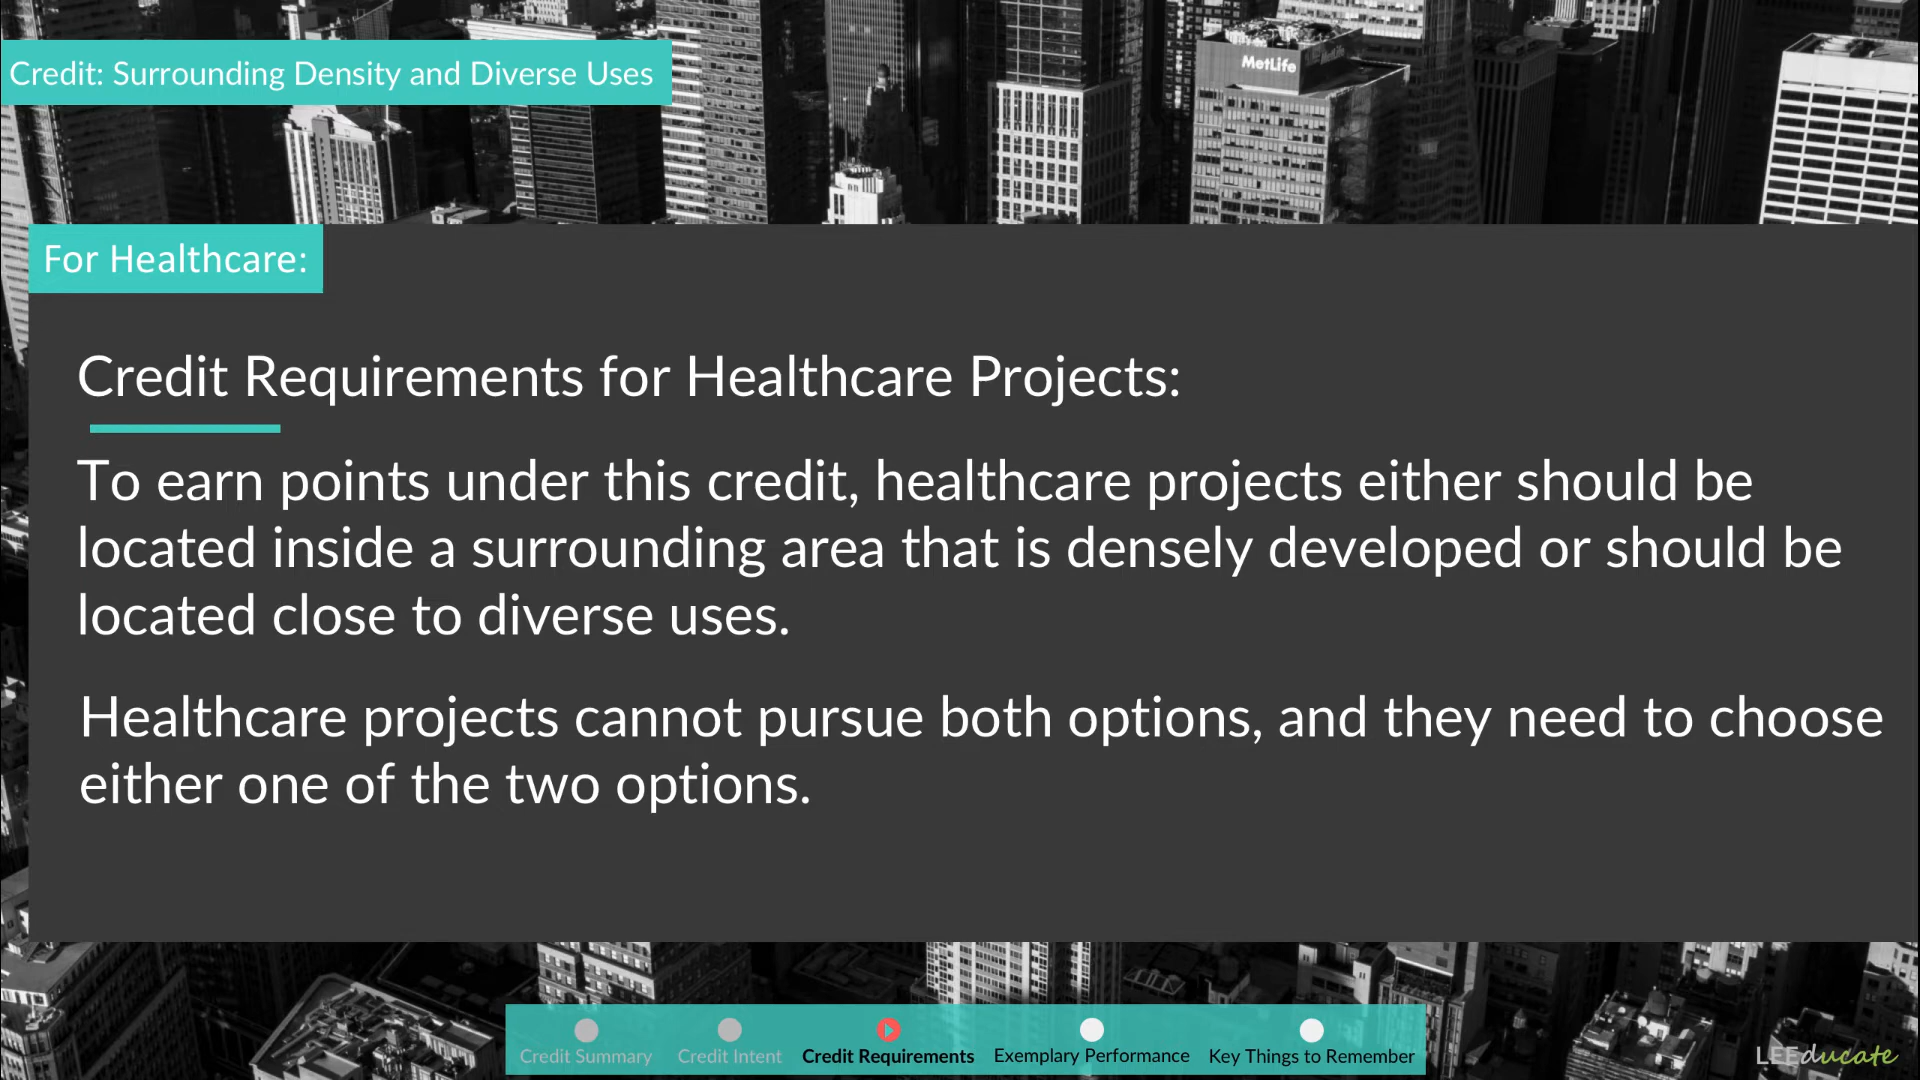 Credit: Surrounding Density and Diverse Uses
MetLife
For Healthcare:
Credit Requirements for Healthcare Projects:
To earn points under this credit, healthcare projects either should be
located inside a surrounding area that is densely developed or should be
located close to diverse uses.
Healthcare projects cannot pursue both options, and they need to choose
either one of the two options.
Credit Summary
Credit Intent
Credit Requirements
Exemplary Performance
Key Things to Remember
LEEducate